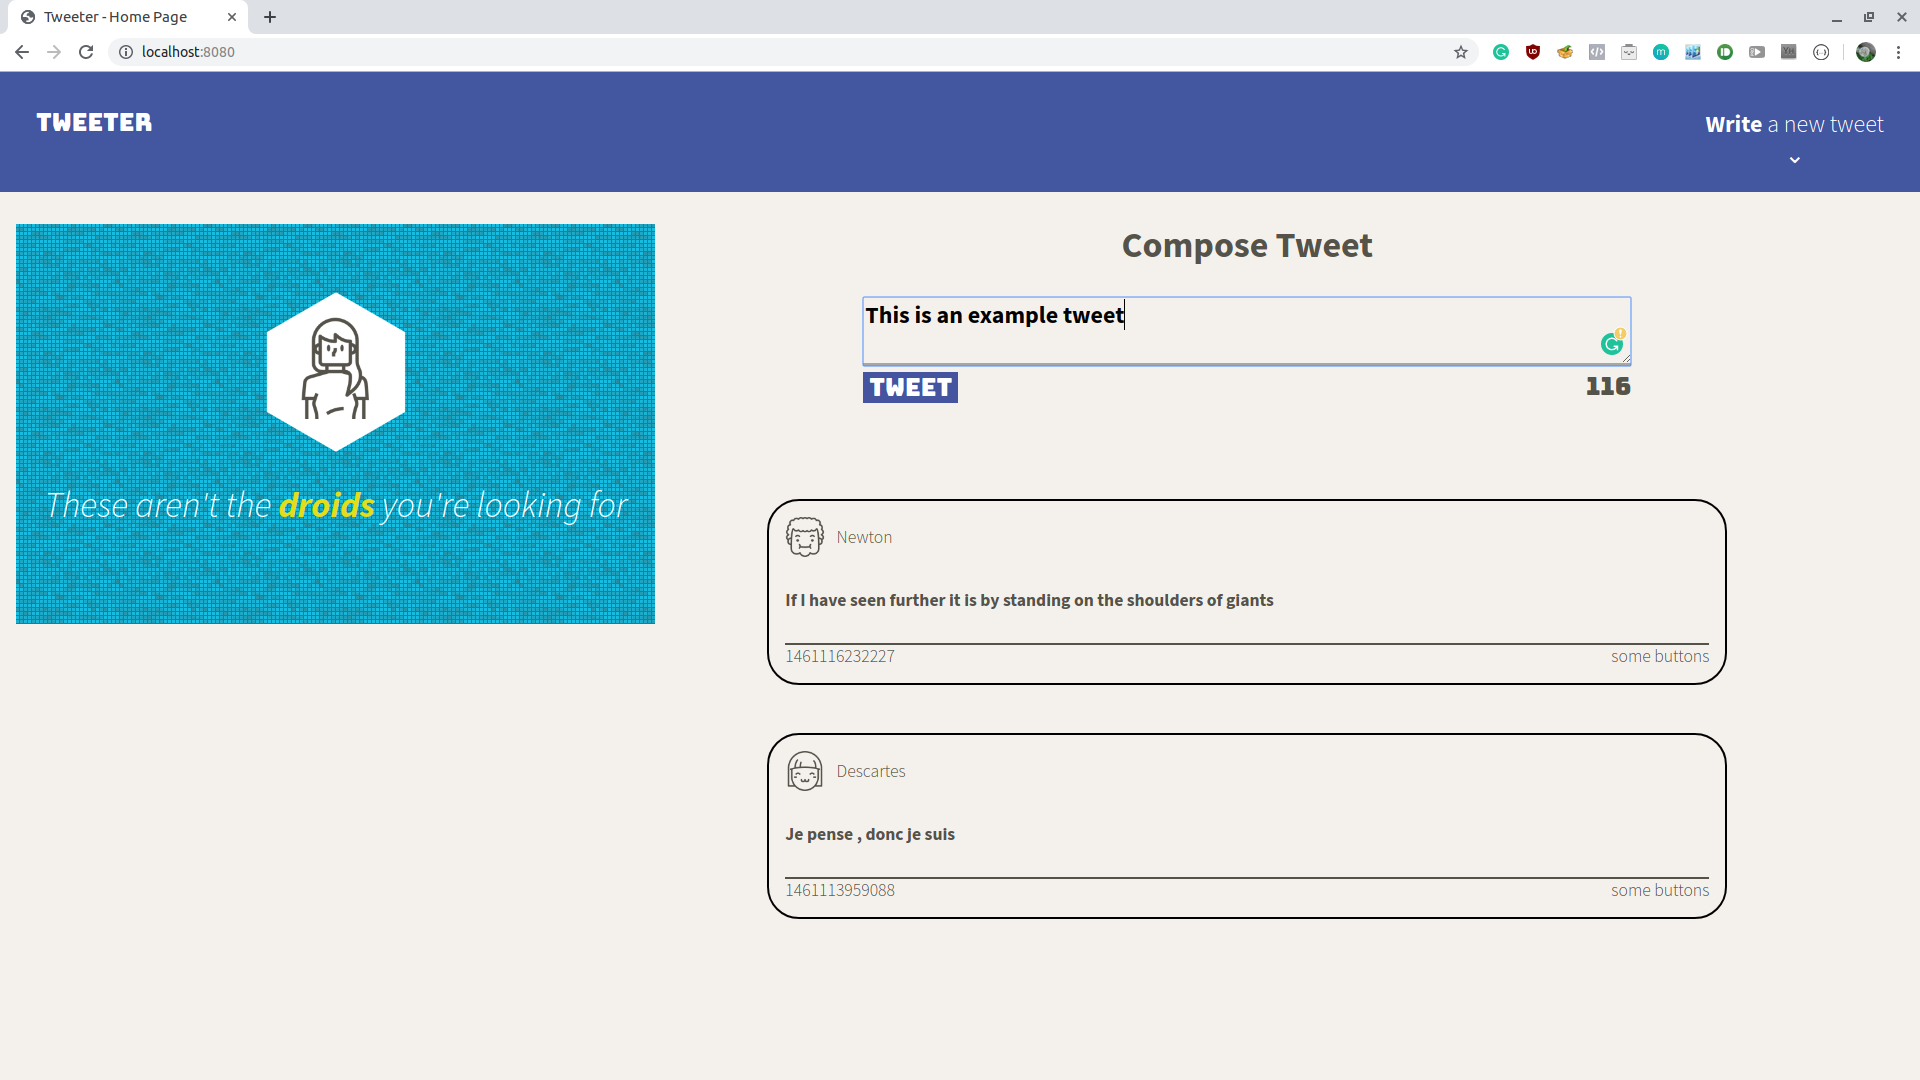 Tweeter - Home Page
localhost:8080
TWEETER
Write a new tweet
These aren't the droids you're looking for
Compose Tweet
This is an example tweet
TWEET
116
Newton
If I have seen further it is by standing on the shoulders of giants
1461116232227
some buttons
Descartes
Je pense , donc je suis
1461113959088
some buttons